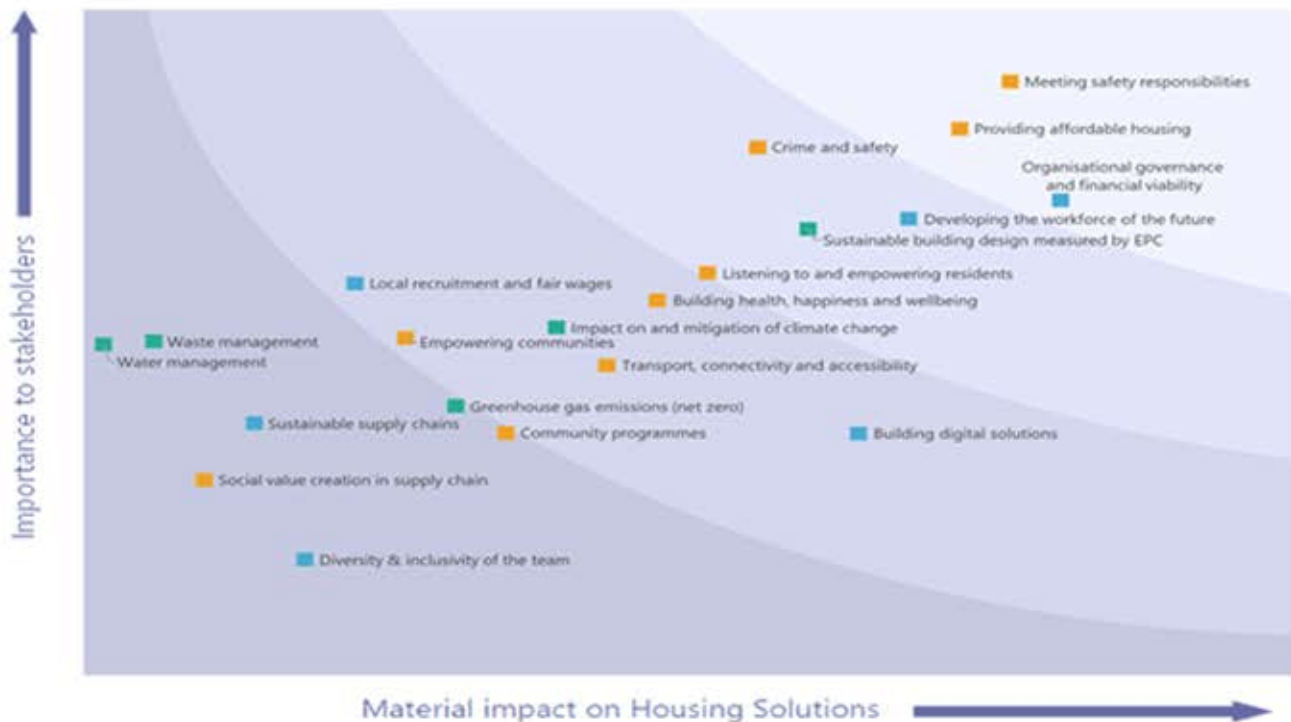 Importance to stakeholders
Meeting safety responsibilities
Providing affordable housing
Crime and safety
Organisational governance
and financial viability
Developing the workforce of the future
Sustainable building design measured by EPC
Listening to and empowering residents
Local recruitment and fair wages
Building health, happiness and wellbeing
Impact on and mitigation of climate change
Waste management
Empowering communities
Water management
Transport, connectivity and accessibility
Greenhouse gas emissions (net zero)
Sustainable supply chains
Community programmes
Building digital solutions
Social value creation in supply chain
Diversity & inclusivity of the team
Material impact on Housing Solutions